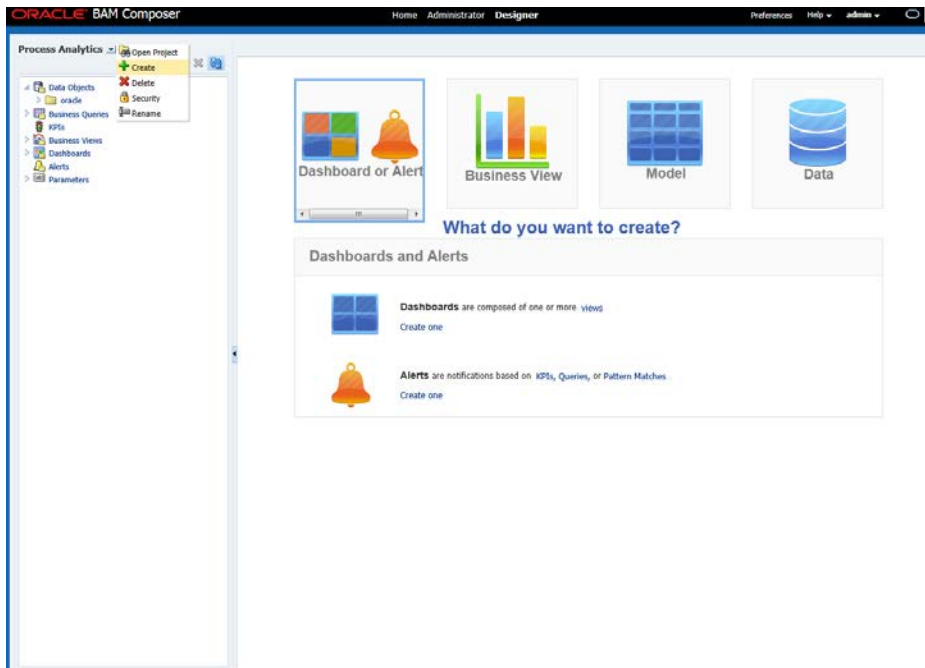 ORACLE BAM Composer
Home Administrator Designer
Preferences Help admin
Process Analytics
Open Project
Create
Delete
Security
Rename
Data Objects
oracle
Business Queries
KPIs
Business Views
Dashboards
Alerts
Parameters
Dashboard or Alert
Business View
Model
Data
What do you want to create?
Dashboards and Alerts
Dashboards are composed of one or more views
Create one
Alerts are notifications based on KPIs, Queries, or Pattern Matches
Create one